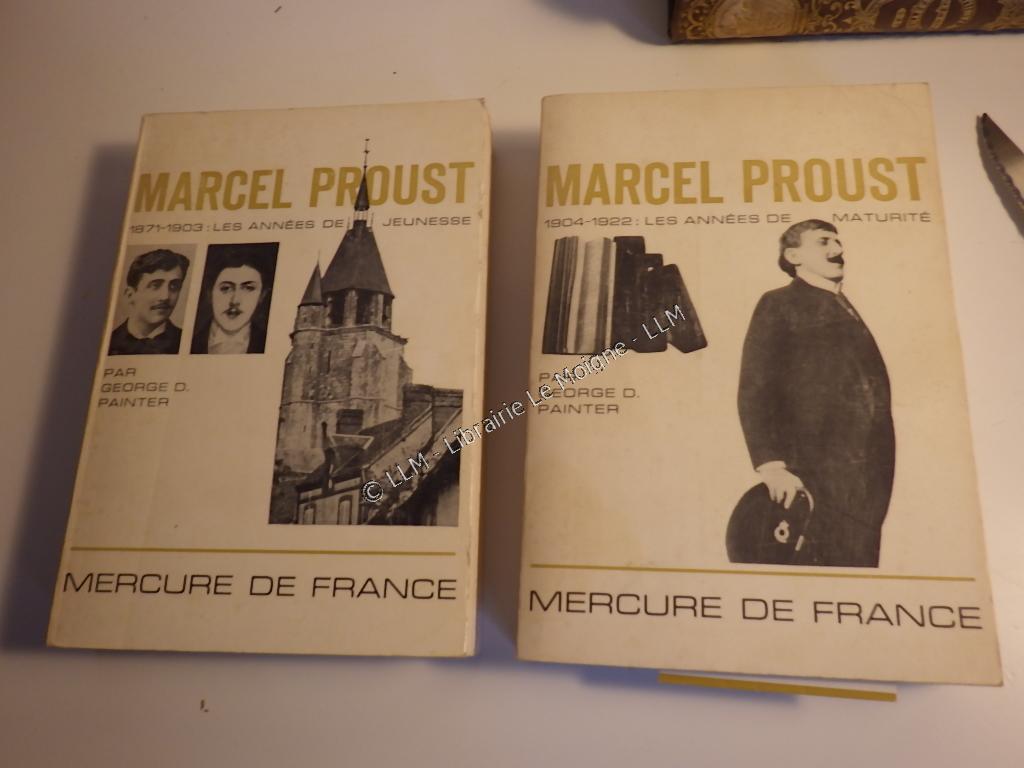 MARCEL PROUST
1871-1903: LES ANNÉES DE JEUNESSE
PAR
GEORGE D.
PAINTER
MERCURE DE FRANCE
MARCEL PROUST
1904-1922: LES ANNÉES DE MATURITÉ
PAR
GEORGE D.
PAINTER
MERCURE DE FRANCE
© LLM - Librairie Le Moigne - LLM